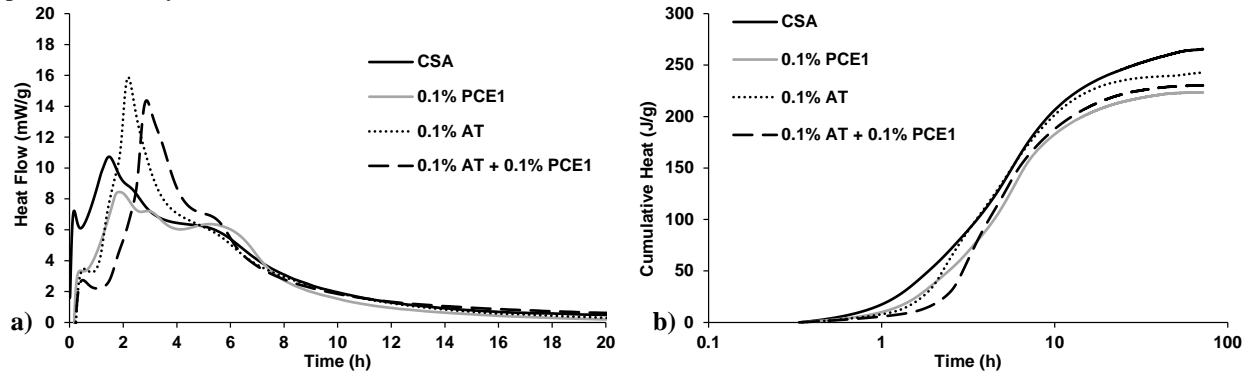 20
18
16
14
12
10
8
6
4
2
0
Heat Flow (mW/g)
CSA
0.1% PCE1
0.1% AT
0.1% AT + 0.1% PCE1
0 2 4 6 8 10 12 14 16 18 20
Time (h)
a)
300
250
200
150
100
50
0
Cumulative Heat (J/g)
CSA
0.1% PCE1
0.1% AT
0.1% AT + 0.1% PCE1
0.1 1 10 100
Time (h)
b)